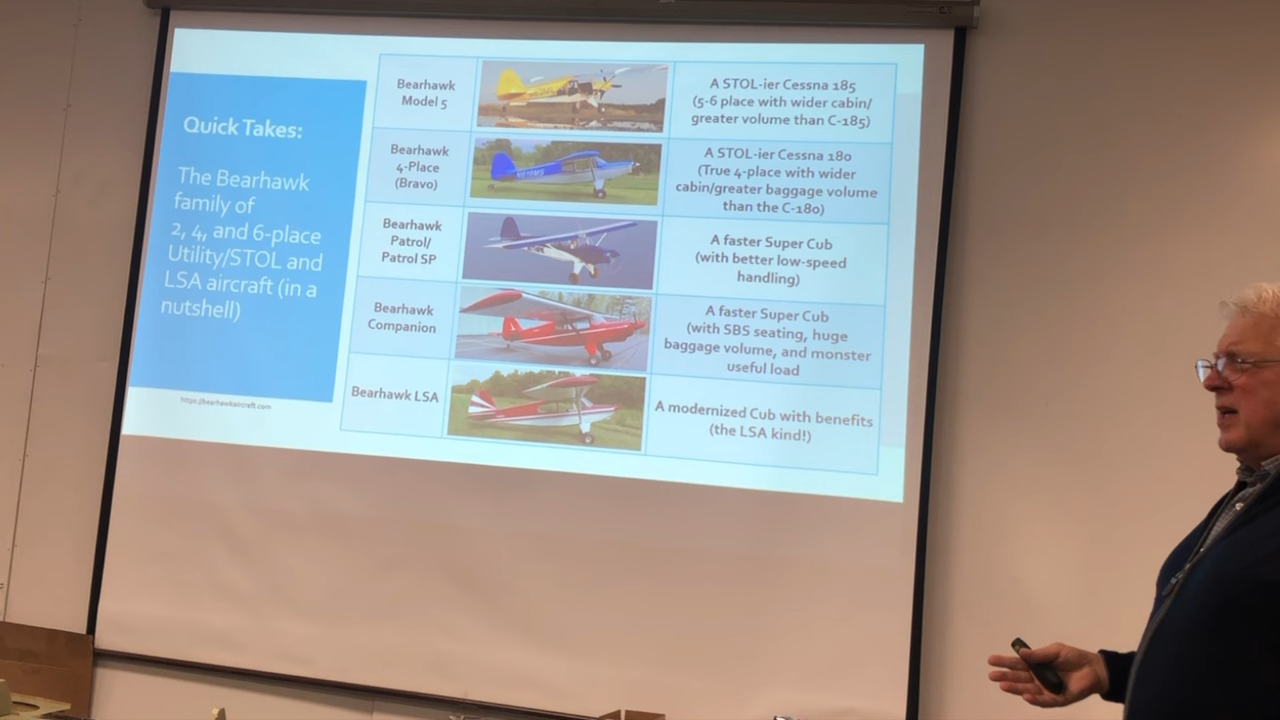 Quick Takes:
The Bearhawk
family of
2, 4, and 6-place
Utility/STOL and
LSA aircraft (in a
nutshell)
https://bearhawkaircraft.com
Bearhawk
Model 5
A STOL-ier Cessna 185
(5-6 place with wider cabin/
greater volume than C-185)
Bearhawk
4-Place
(Bravo)
A STOL-ier Cessna 180
(True 4-place with wider
cabin/greater baggage volume
than the C-180)
Bearhawk
Patrol/
Patrol SP
A faster Super Cub
(with better low-speed
handling)
Bearhawk
Companion
A faster Super Cub
(with SBS seating, huge
baggage volume, and monster
useful load
Bearhawk LSA
A modernized Cub with benefits
(the LSA kind!)